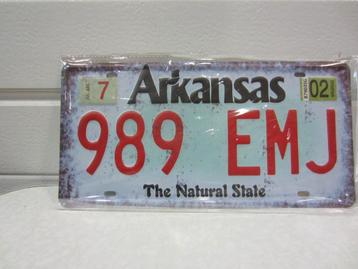 7 Arkansas 02
989 EMJ
The Natural State